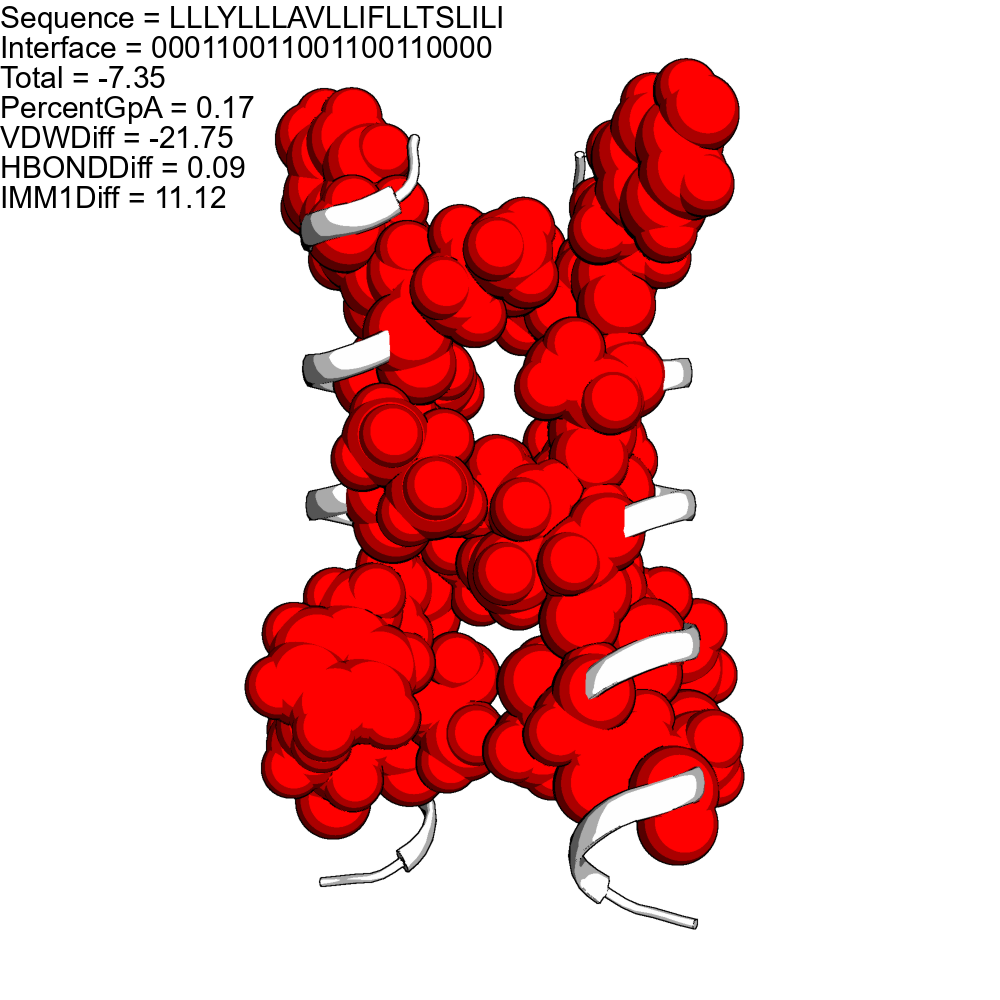 Sequence = LLLYLLLAVLLIFLLTSLILI
Interface = 000110011001100110000
Total = -7.35
PercentGpA = 0.17
VDWDiff = -21.75
HBONDDiff = 0.09
IMM1Diff = 11.12